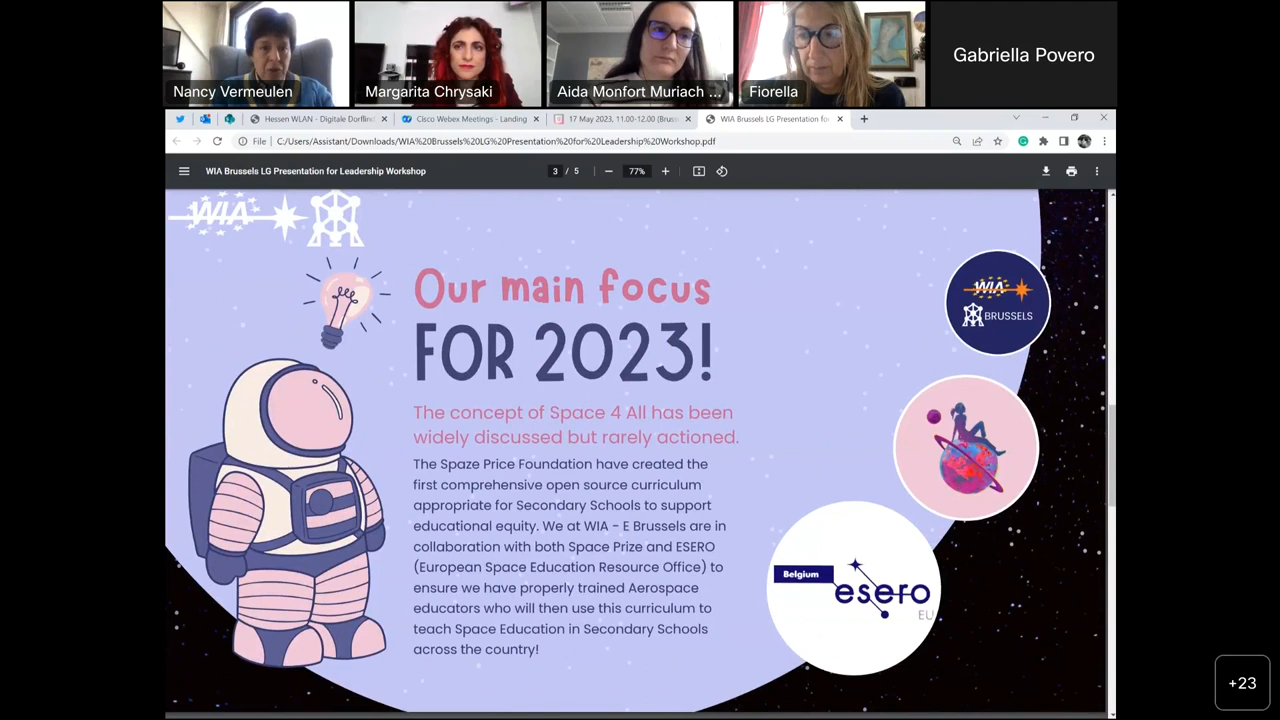 Nancy Vermeulen
Margarita Chrysaki
Aida Monfort Muriach ...
Fiorella
Gabriella Povero
Hessen WLAN - Digitale Dorflind
Cisco Webex Meetings - Landing
17 May 2023, 11.00-12.00 (Bruss
WIA Brussels LG Presentation for
File
C:/Users/Assistant/Downloads/WIA%20Brussels%20LG%20Presentation%20for%20Leadership%20Workshop.pdf
WIA Brussels LG Presentation for Leadership Workshop
3 / 5
77%
WIA
Our main focus
FOR 2023!
The concept of Space 4 All has been
widely discussed but rarely actioned.
The Spaze Price Foundation have created the
first comprehensive open source curriculum
appropriate for Secondary Schools to support
educational equity. We at WIA - E Brussels are in
collaboration with both Space Prize and ESERO
(European Space Education Resource Office) to
ensure we have properly trained Aerospace
educators who will then use this curriculum to
teach Space Education in Secondary Schools
across the country!
WIA
BRUSSELS
Belgium
esero
EU
+23